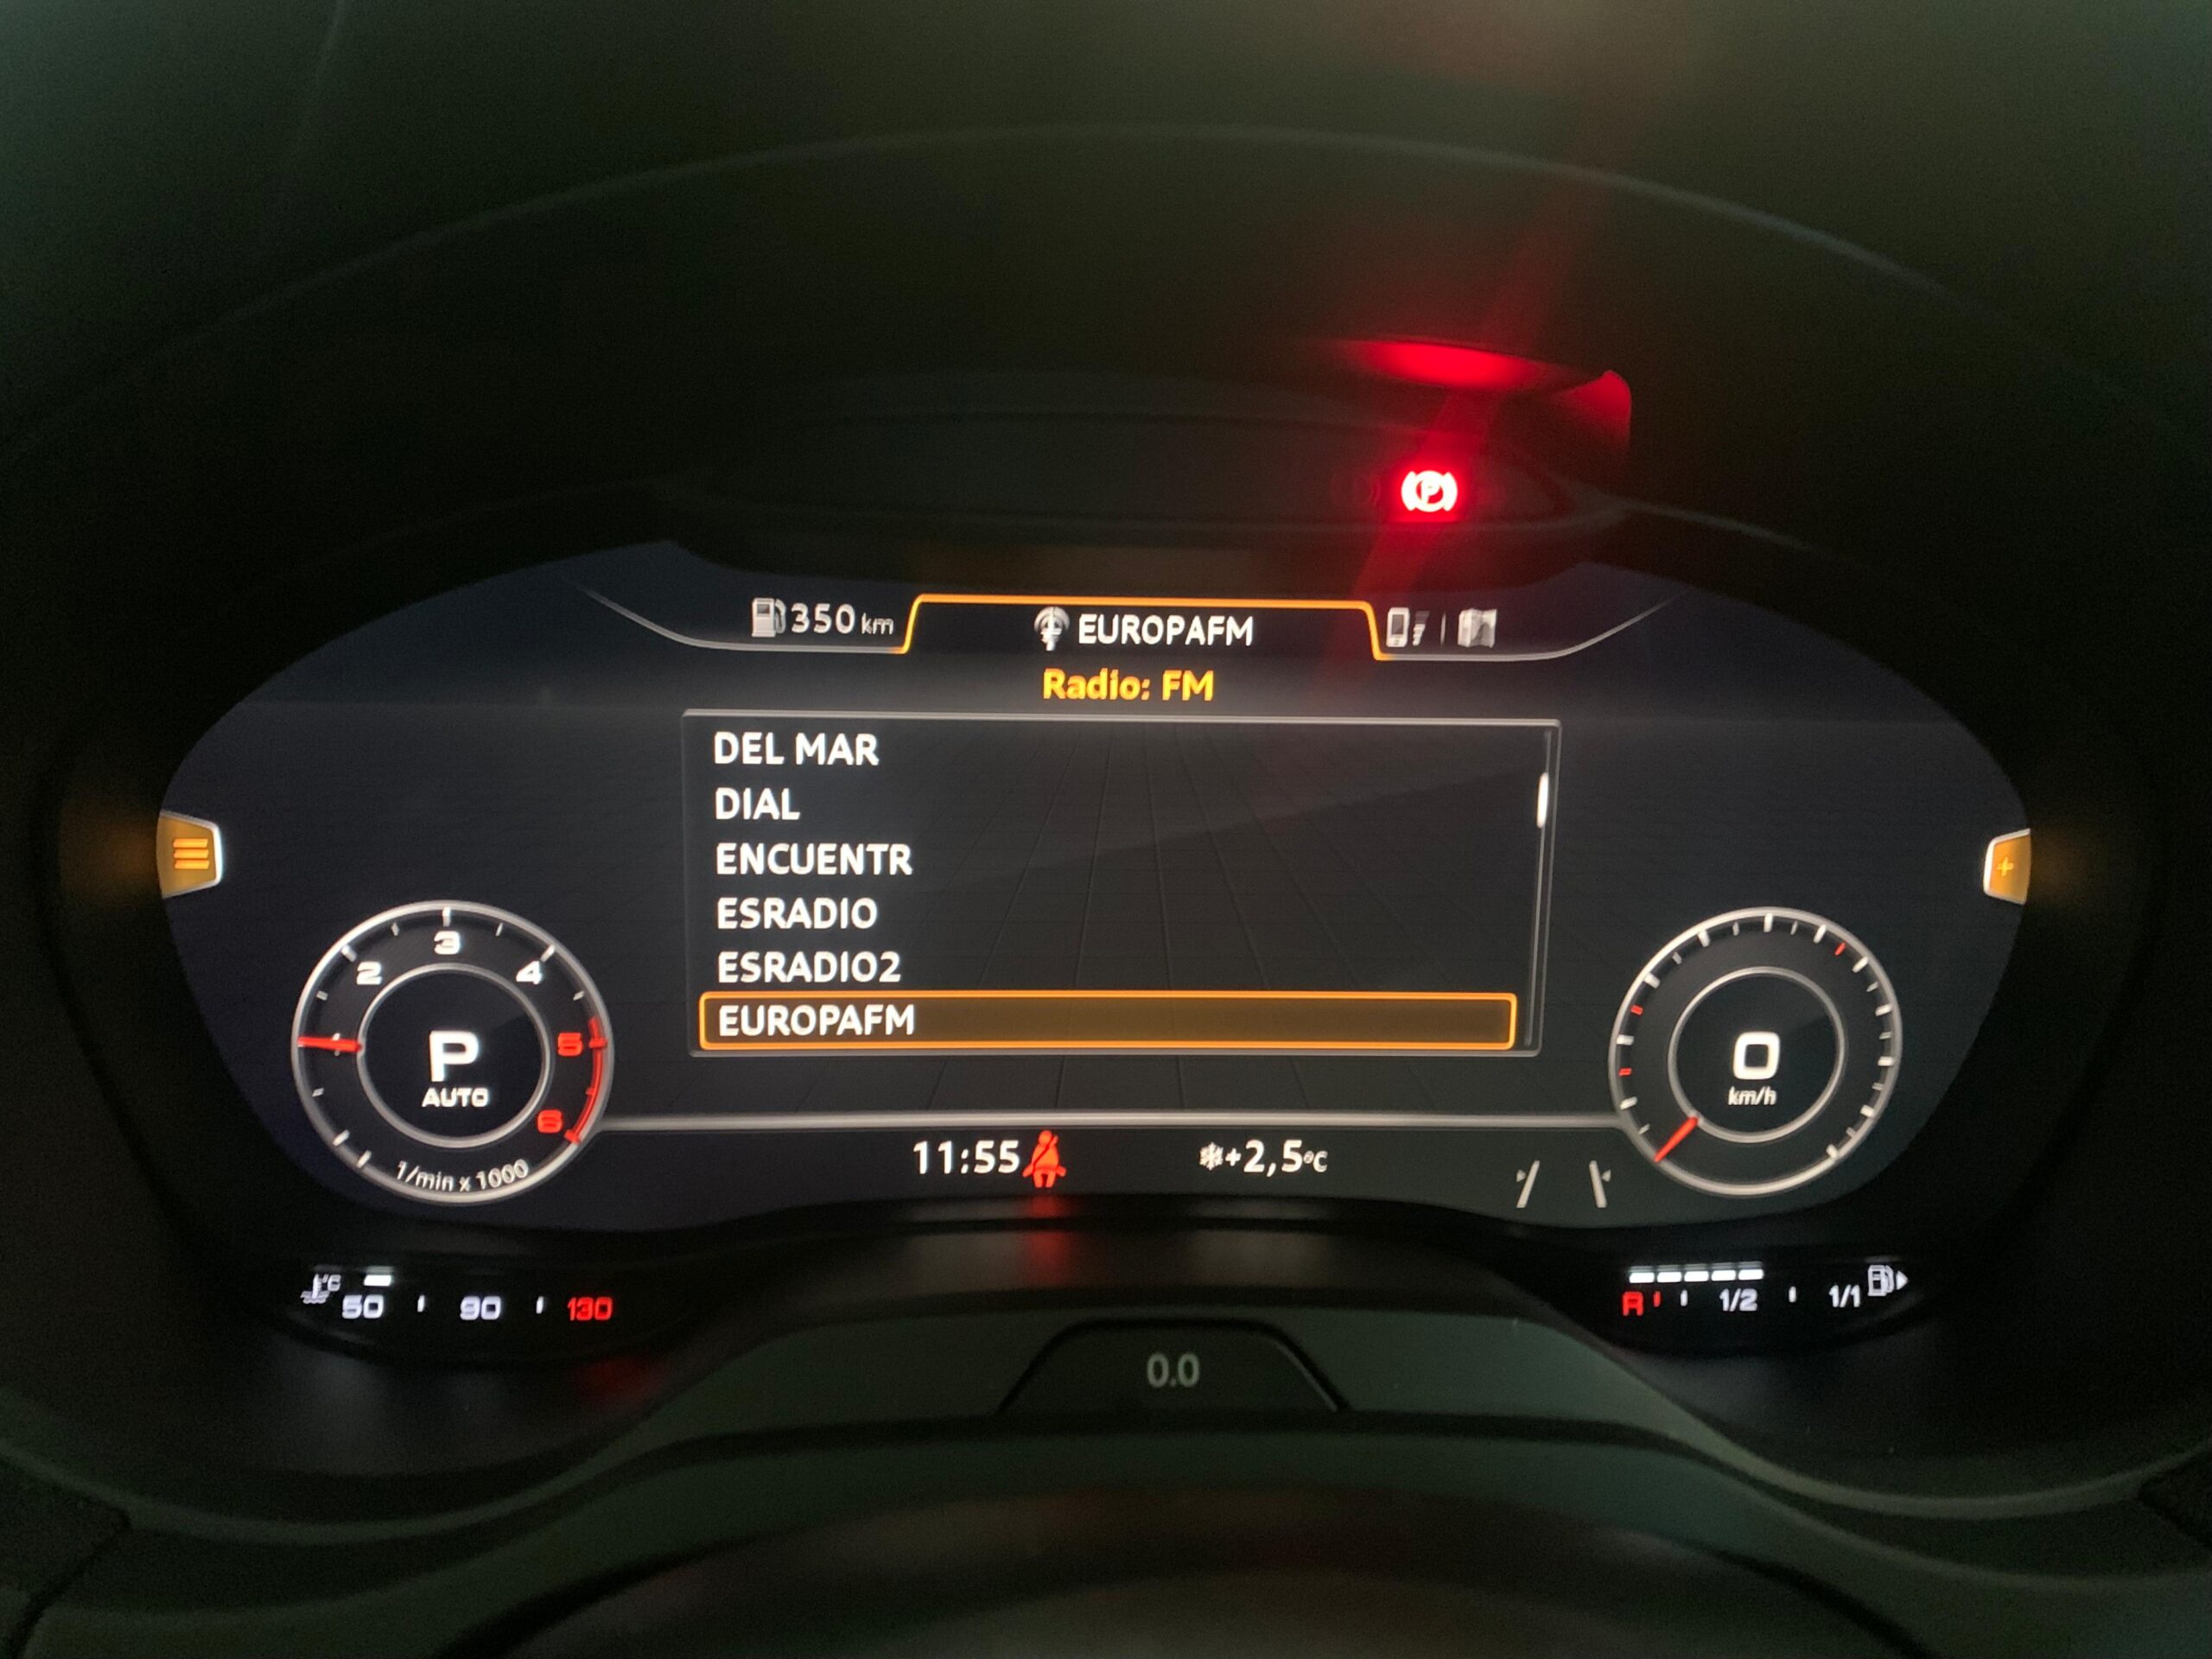 P
350 km
EUROPAFM
Radio: FM
DEL MAR
DIAL
ENCUENTR
ESRADIO
ESRADIO2
EUROPAFM
2
3
4
5
6
P
AUTO
1/min x 1000
0
km/h
11:55
+2,5°C
°C
50
90
130
R
1/2
1/1
0.0